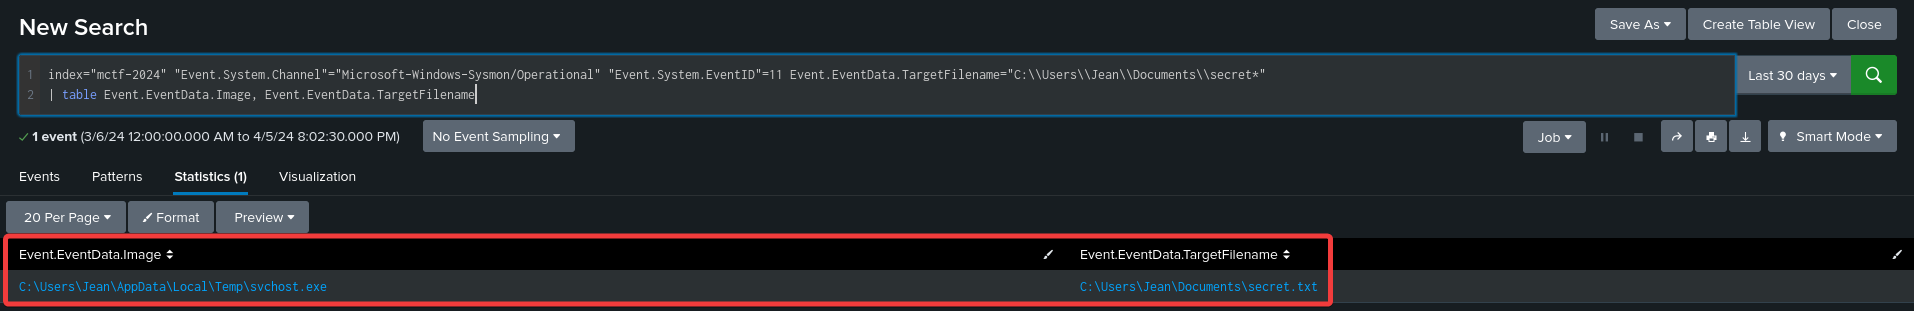 New Search
Save As
Create Table View
Close
1 index="mctf-2024" "Event.System.Channel"="Microsoft-Windows-Sysmon/Operational" "Event.System.EventID"=11 Event.EventData.TargetFilename="C:\\Users\\Jean\\Documents\\secret*"
2 | table Event.EventData.Image, Event.EventData.TargetFilename
Last 30 days
1 event (3/6/24 12:00:00.000 AM to 4/5/24 8:02:30.000 PM)
No Event Sampling
Job
Smart Mode
Events
Patterns
Statistics (1)
Visualization
20 Per Page
Format
Preview
Event.EventData.Image
Event.EventData.TargetFilename
C:\Users\Jean\AppData\Local\Temp\svchost.exe
C:\Users\Jean\Documents\secret.txt